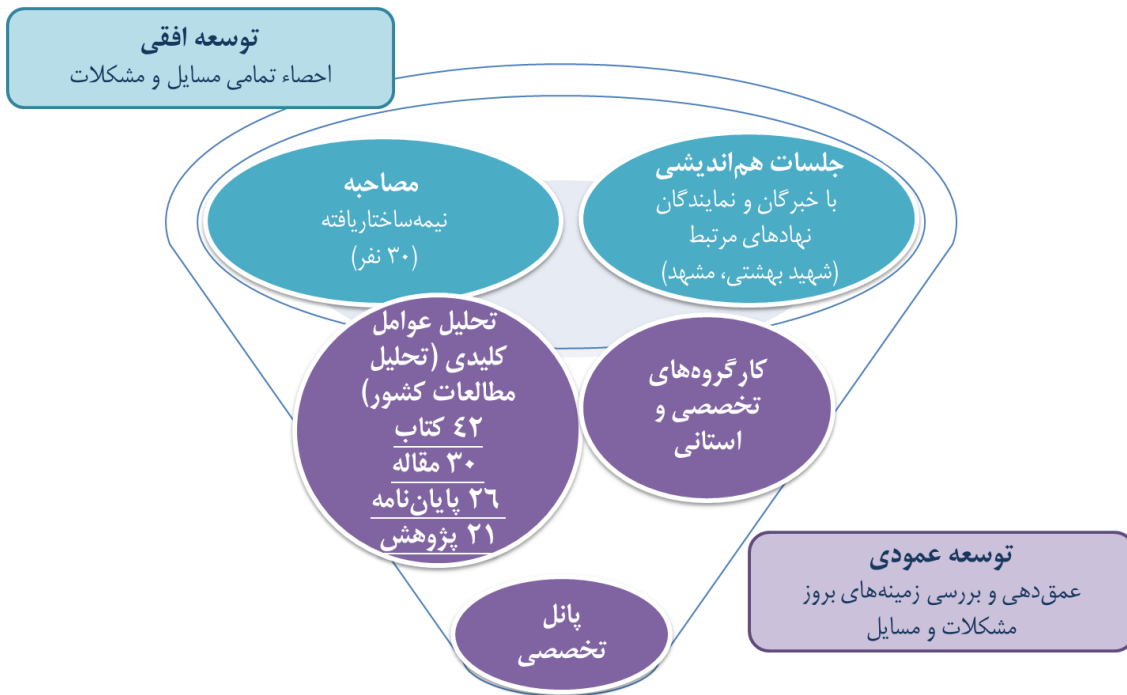 توسعه افقی
احصاء تمامی مسایل و مشکلات
جلسات هم‌اندیشی
با خبرگان و نمایندگان
نهادهای مرتبط
(شهید بهشتی، مشهد)
مصاحبه
نیمه‌ساختاریافته
(۳۰ نفر)
کارگروه‌های
تخصصی و
استانی
تحلیل عوامل
کلیدی (تحلیل
مطالعات کشور)
٤٢ کتاب
۳۰ مقاله
٢٦ پایان‌نامه
۲۱ پژوهش
توسعه عمودی
عمق‌دهی و بررسی زمینه‌های بروز
مشکلات و مسایل
پانل
تخصصی